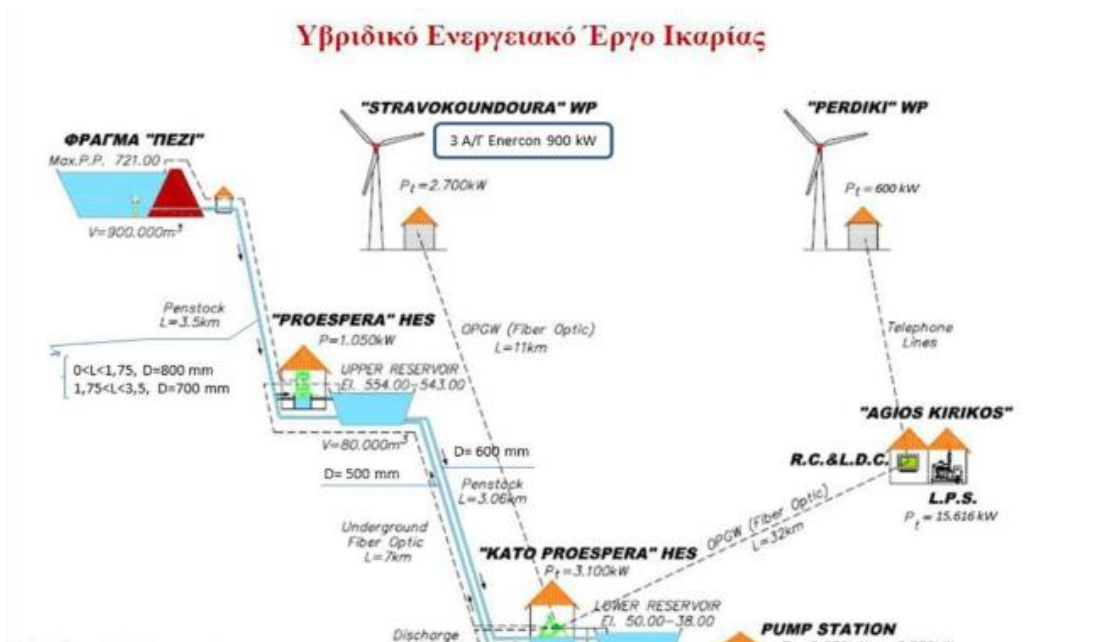 Υβριδικό Ενεργειακό Έργο Ικαρίας
"STRAVOKOUNDOURA" WP
"PERDIKI" WP
3 Α/Γ Enercon 900 kW
ΦΡΑΓΜΑ "ΠΕΖΙ"
Max.P.P. 721.00
Pt=2.700kW
Pt=600 kW
V=900.000m³
Penstock
L=3.5km
"PROESPERA" HES
P=1.050kW
OPGW (Fiber Optic)
L=11km
Telephone
Lines
0<L<1,75, D=800 mm
1,75<L<3,5, D=700 mm
UPPER RESERVOIR
El. 554.00-543.00
"AGIOS KIRIKOS"
V=80.000m³
D= 600 mm
R.C.&L.D.C.
D= 500 mm
Penstock
L=3.06km
L.P.S.
Pt=15.616 kW
OPGW (Fiber Optic)
L=32km
Underground
Fiber Optic
L=7km
"KATO PROESPERA" HES
Pt=3.100kW
LOWER RESERVOIR
El. 50.00-38.00
PUMP STATION
Discharge